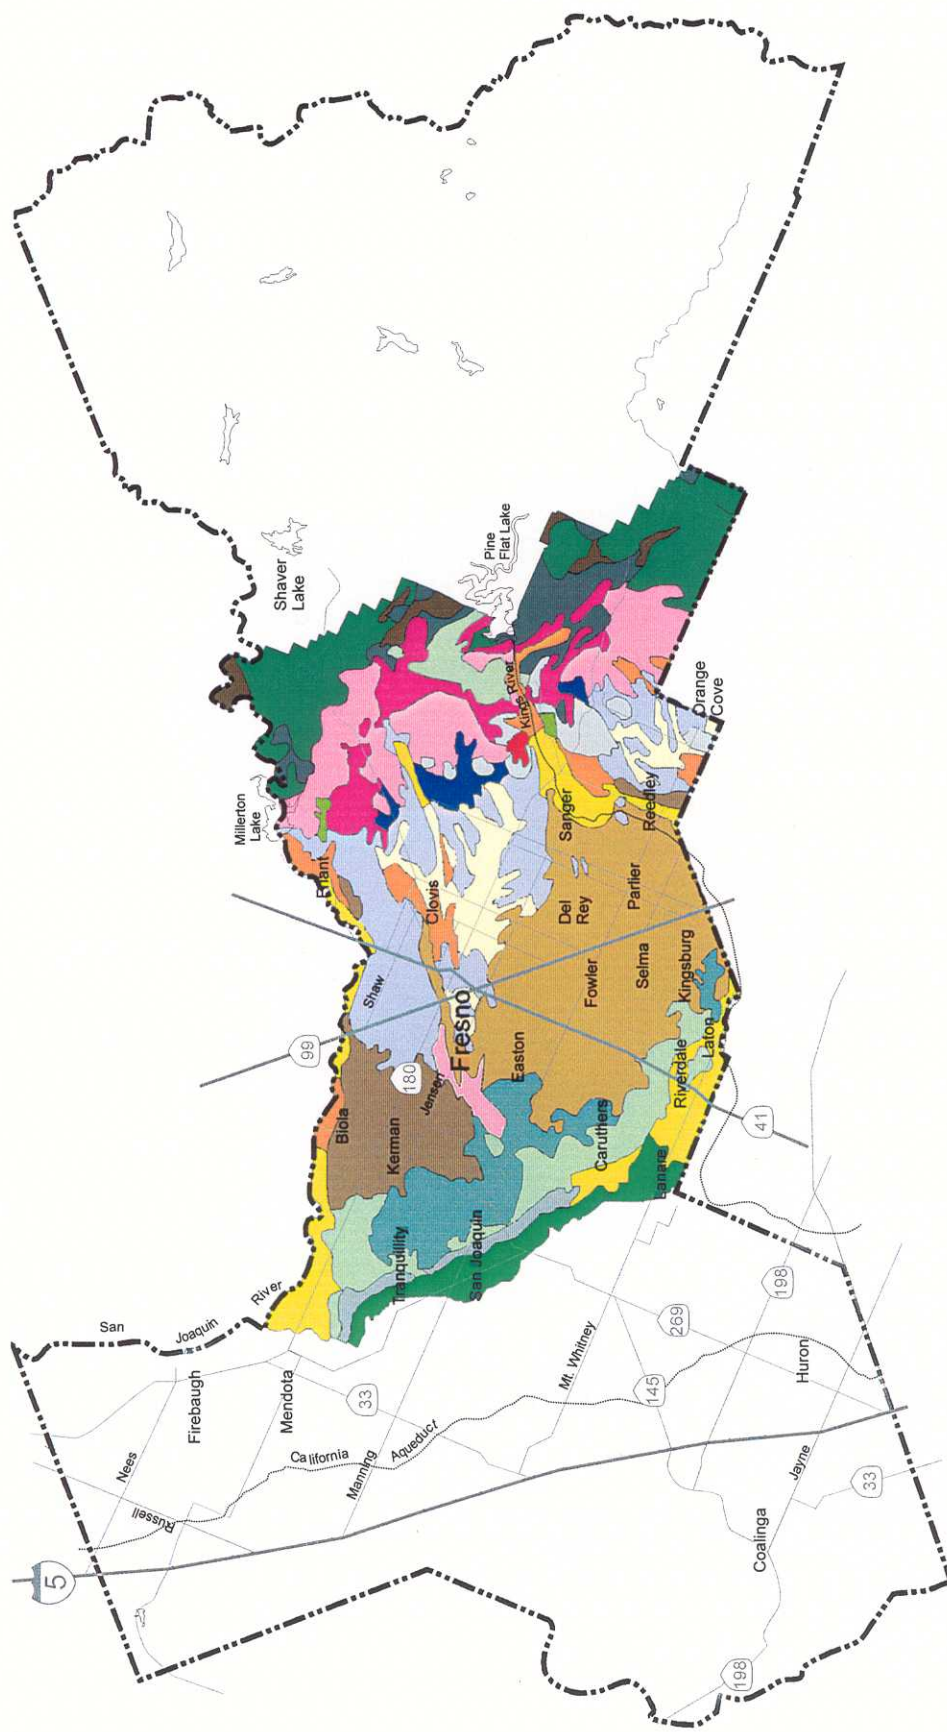 Shaver
Lake
Pine
Flat Lake
Millerton
Lake
Kings River
Orange
Cove
Friant
Clovis
Sanger
Reedley
Del
Rey
Parlier
Shaw
99
180
Jensen
Fresno
Fowler
Selma
Kingsburg
Easton
Biola
Kerman
Caruthers
Riverdale
Laton
Lanare
41
Tranquillity
San Joaquin
San
Joaquin
River
Firebaugh
Mendota
33
Nees
Russell
California
Aqueduct
Manning
Mt. Whitney
145
269
198
Huron
5
Jayne
33
Coalinga
198